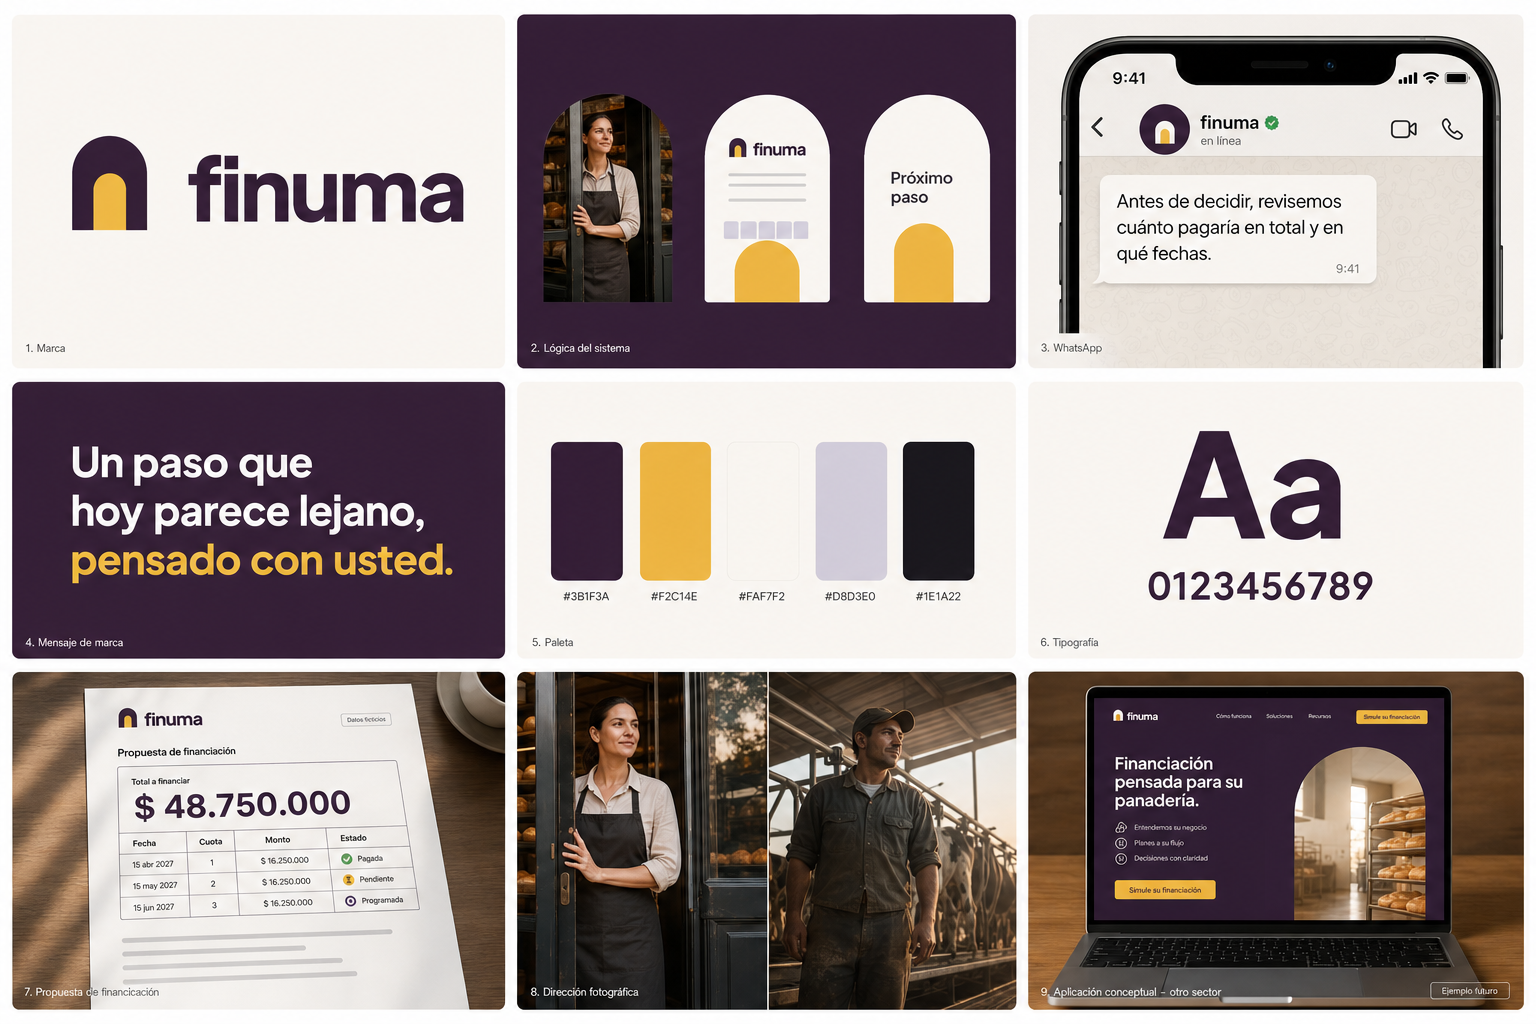 finuma
1. Marca
finuma
Próximo
paso
2. Lógica del sistema
9:41
finuma
en línea
Antes de decidir, revisemos
cuánto pagaría en total y en
qué fechas.
9:41
3. WhatsApp
Un paso que
hoy parece lejano,
pensado con usted.
4. Mensaje de marca
#3B1F3A
#F2C14E
#FAF7F2
#D8D3E0
#1E1A22
5. Paleta
Aa
0123456789
6. Tipografía
finuma
Datos ficticios
Propuesta de financiación
Total a financiar
$ 48.750.000
Fecha Cuota Monto Estado
15 abr 2027 1 $ 16.250.000 Pagada
15 may 2027 2 $ 16.250.000 Pendiente
15 jun 2027 3 $ 16.250.000 Programada
7. Propuesta de financicación
8. Dirección fotográfica
finuma
Cómo funciona Soluciones Recursos Simule su financiación
Financiación
pensada para su
panadería.
Entendemos su negocio
Planes a su flujo
Decisiones con claridad
Simule su financiación
9. Aplicación conceptual – otro sector
Ejemplo futuro